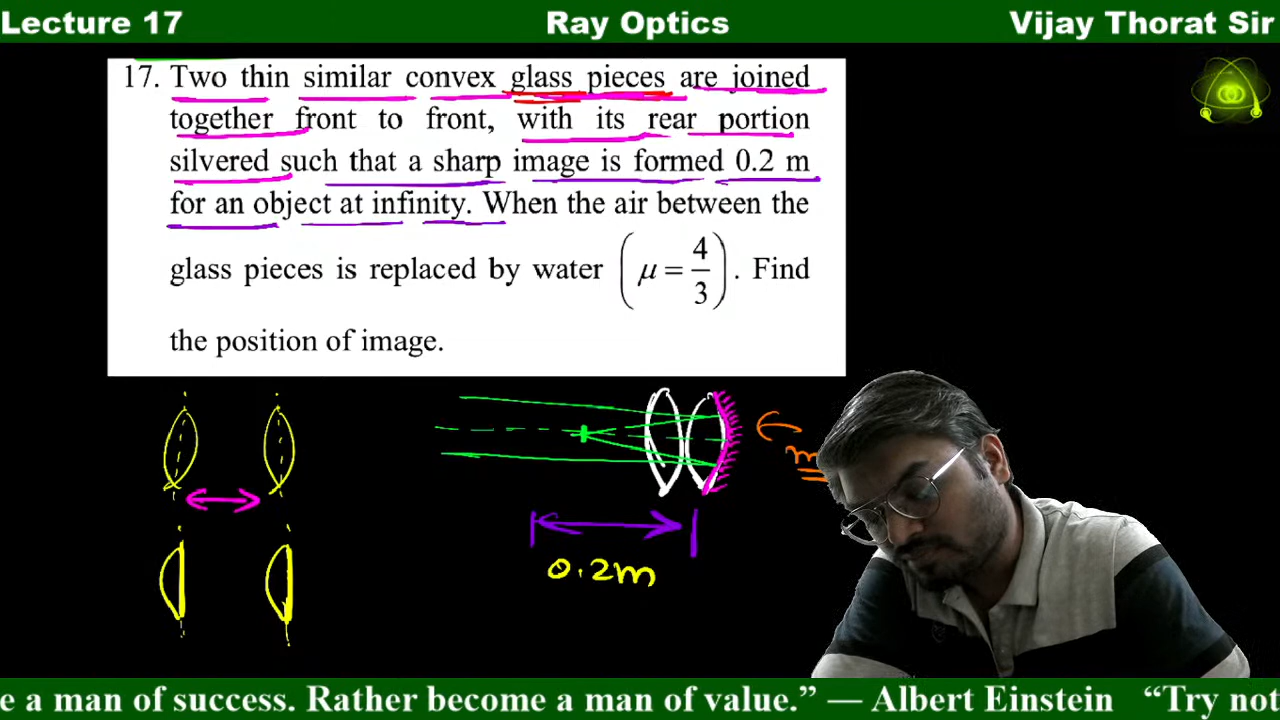 Lecture 17 Ray Optics Vijay Thorat Sir
17. Two thin similar convex glass pieces are joined
together front to front, with its rear portion
silvered such that a sharp image is formed 0.2 m
for an object at infinity. When the air between the
glass pieces is replaced by water (μ = 4/3). Find
the position of image.
0.2m
e a man of success. Rather become a man of value.” — Albert Einstein “Try not